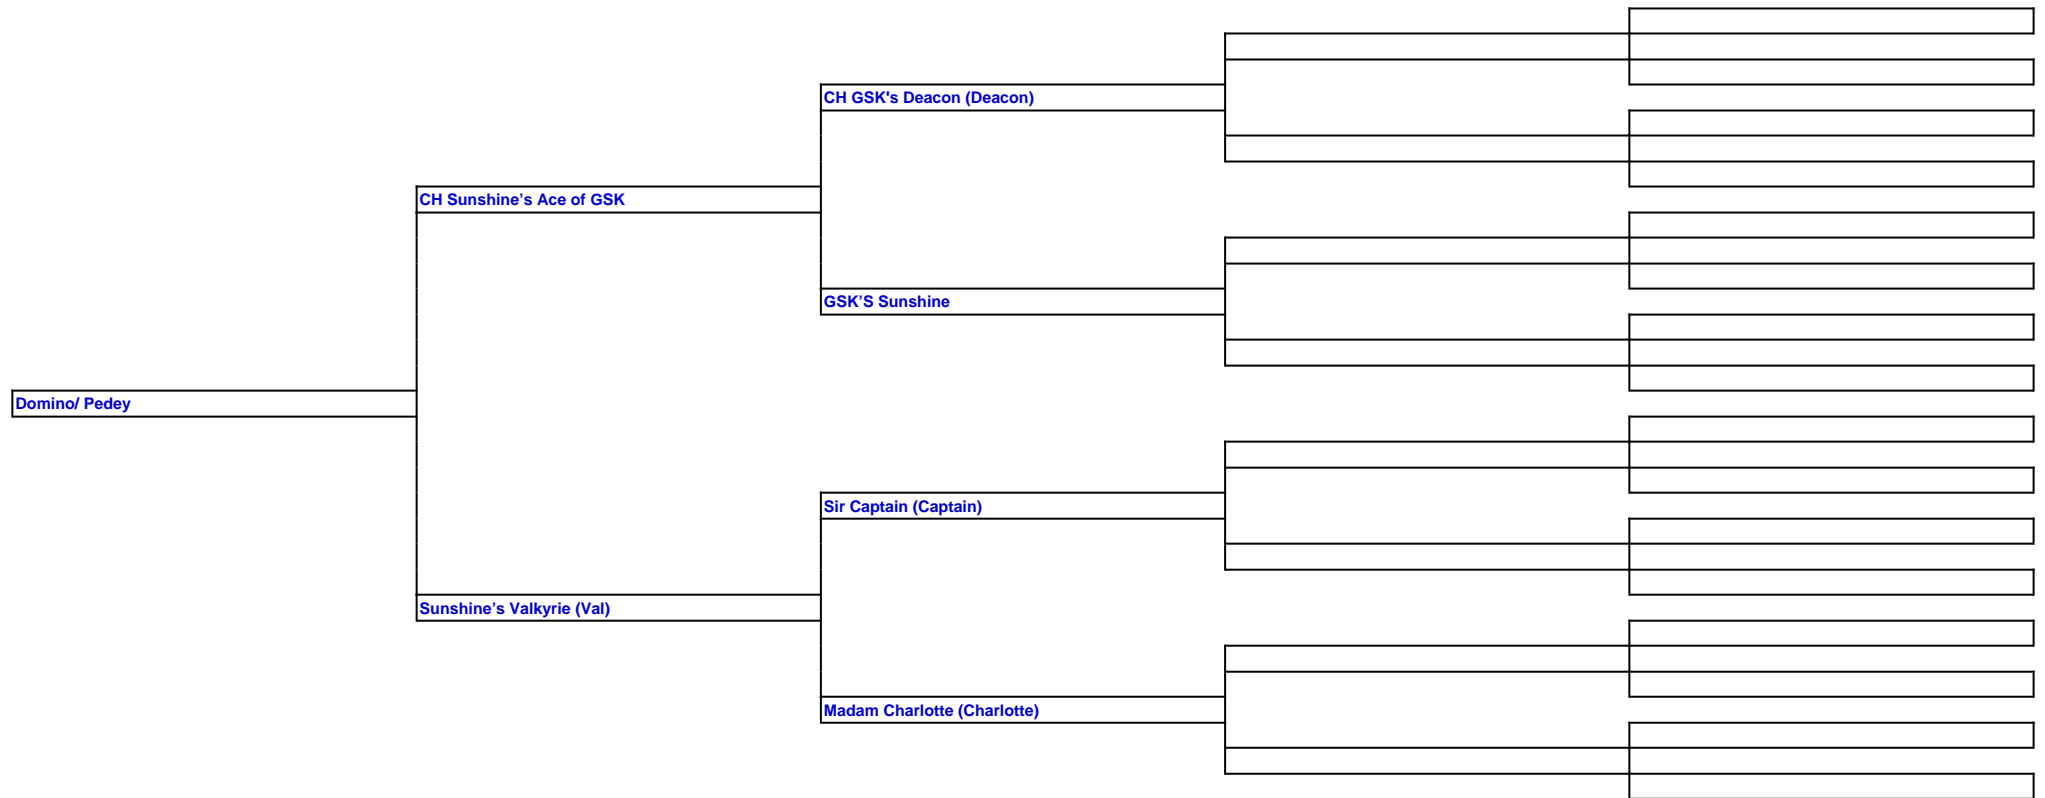 CH GSK's Deacon (Deacon)
CH Sunshine’s Ace of GSK
GSK’S Sunshine
Domino/ Pedey
Sir Captain (Captain)
Sunshine’s Valkyrie (Val)
Madam Charlotte (Charlotte)